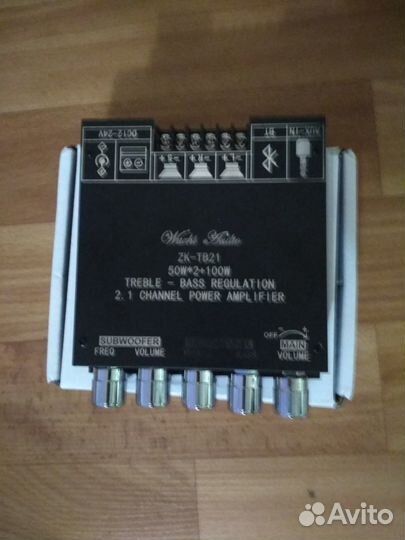 DC12-24V >S+ >R+ >L+ BT AUX-IN
Wuzhi Audio
ZK-TB21
50W*2+100W
TREBLE - BASS REGULATION
2.1 CHANNEL POWER AMPLIFIER
SUBWOOFER
FREQ VOLUME
OFF
MAIN
VOLUME
Avito